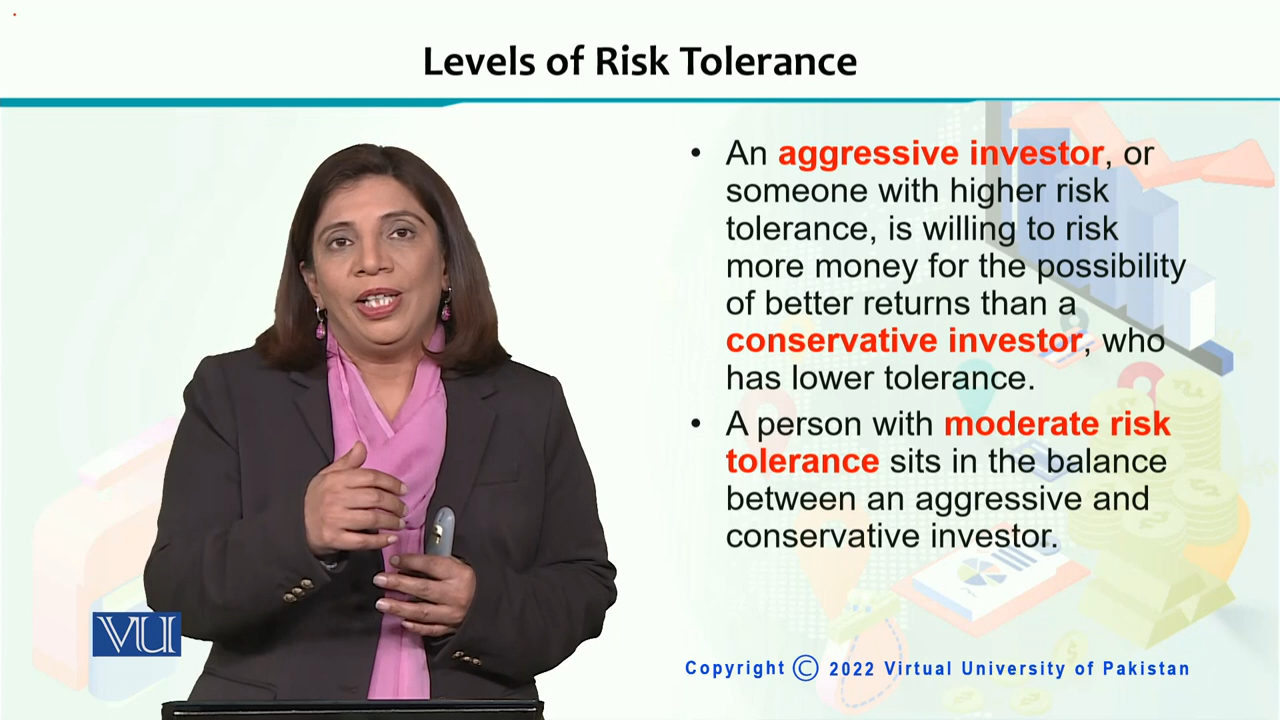 Levels of Risk Tolerance
• An aggressive investor, or
someone with higher risk
tolerance, is willing to risk
more money for the possibility
of better returns than a
conservative investor, who
has lower tolerance.
• A person with moderate risk
tolerance sits in the balance
between an aggressive and
conservative investor.
VU
Copyright © 2022 Virtual University of Pakistan